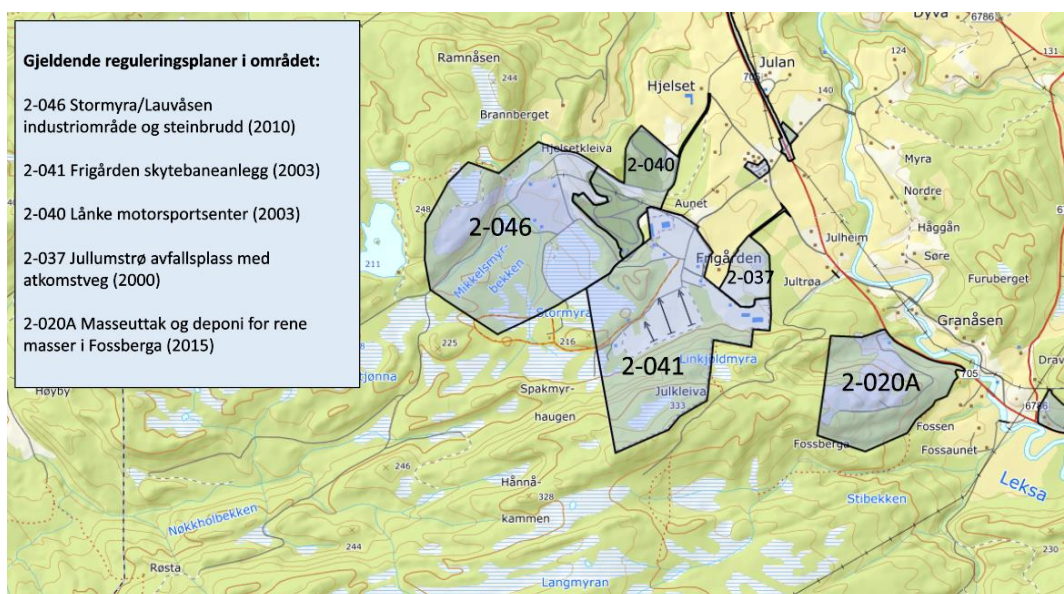 Gjeldende reguleringsplaner i området:
2-046 Stormyra/Lauvåsen
industriområde og steinbrudd (2010)
2-041 Frigården skytebaneanlegg (2003)
2-040 Lånke motorsportsenter (2003)
2-037 Jullumstrø avfallsplass med
atkomstveg (2000)
2-020A Masseuttak og deponi for rene
masser i Fossberga (2015)
Dyva
6786
Ramnåsen
244
Julan
705
124
131
Hjelset
140
Brannberget
Hjelsetkleiva
2-040
Myra
248
Aunet
Nordre
2-046
Håggån
211
Julheim
Søre
Frigården
2-037
Mikkelsmyr-
bekken
Jultrøa
Furuberget
Stormyra
Granåsen
225
216
Linkjøldmyra
2-041
Drav
705
2-020A
Høyby
Spakmyr-
haugen
Julkleiva
333
6786
Fossen
Fossberga
Fossaunet
246
Leksa
Hånnå-
kammen
328
Stibekken
Nøkkholbekken
244
230
Røsta
Langmyran